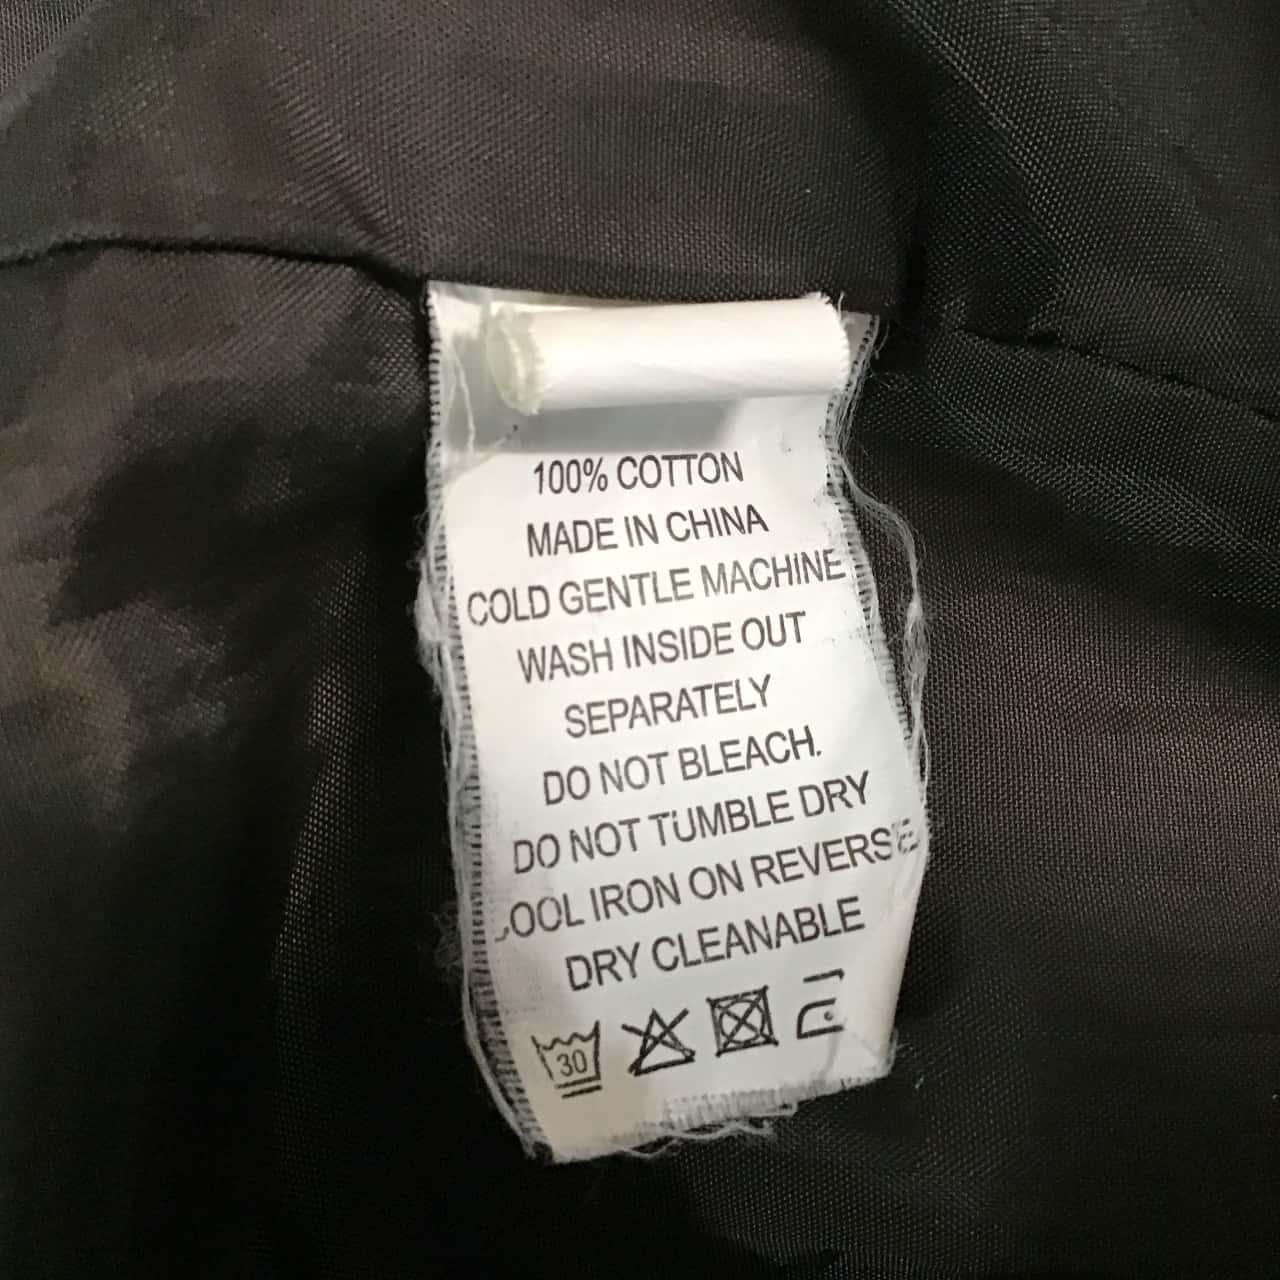 100% COTTON
MADE IN CHINA
COLD GENTLE MACHINE
WASH INSIDE OUT
SEPARATELY
DO NOT BLEACH.
DO NOT TUMBLE DRY
COOL IRON ON REVERSE
DRY CLEANABLE
30